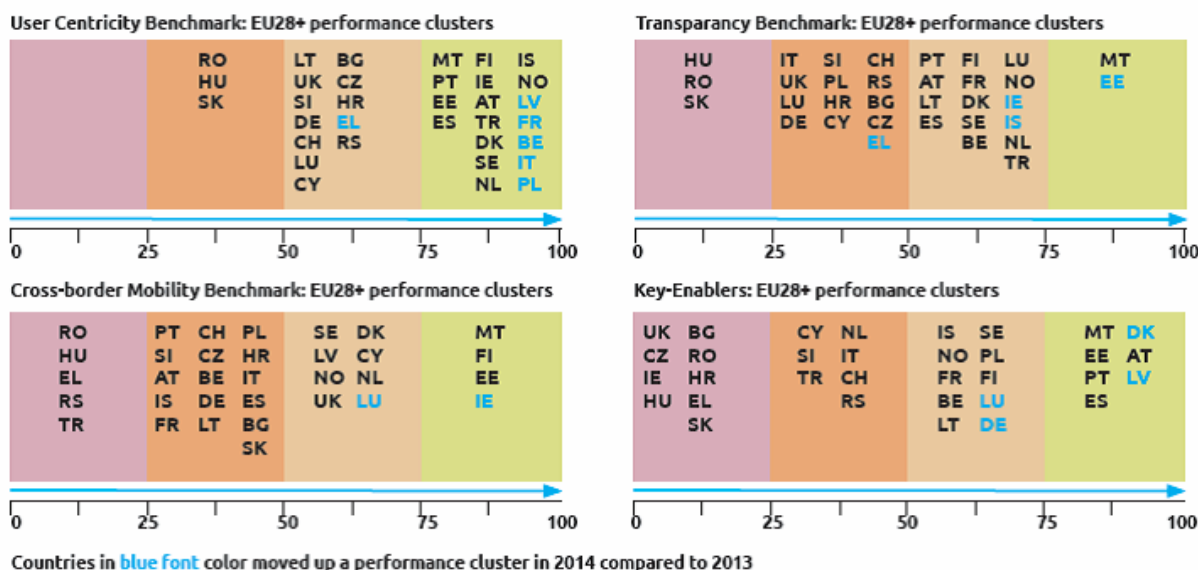 User Centricity Benchmark: EU28+ performance clusters
RO
HU
SK
LT BG
UK CZ
SI HR
DE EL
CH RS
LU
CY
MT FI IS
PT IE NO
EE AT LV
ES TR FR
DK BE
SE IT
NL PL
0 25 50 75 100
Transparancy Benchmark: EU28+ performance clusters
HU
RO
SK
IT SI CH
UK PL RS
LU HR BG
DE CY CZ
EL
PT FI LU
AT FR NO
LT DK IE
ES SE IS
BE NL
TR
MT
EE
0 25 50 75 100
Cross-border Mobility Benchmark: EU28+ performance clusters
RO
HU
EL
RS
TR
PT CH PL
SI CZ HR
AT BE IT
IS DE ES
FR LT BG
SK
SE DK
LV CY
NO NL
UK LU
MT
FI
EE
IE
0 25 50 75 100
Key-Enablers: EU28+ performance clusters
UK BG
CZ RO
IE HR
HU EL
SK
CY NL
SI IT
TR CH
RS
IS SE
NO PL
FR FI
BE LU
LT DE
MT DK
EE AT
PT LV
ES
0 25 50 75 100
Countries in blue font color moved up a performance cluster in 2014 compared to 2013